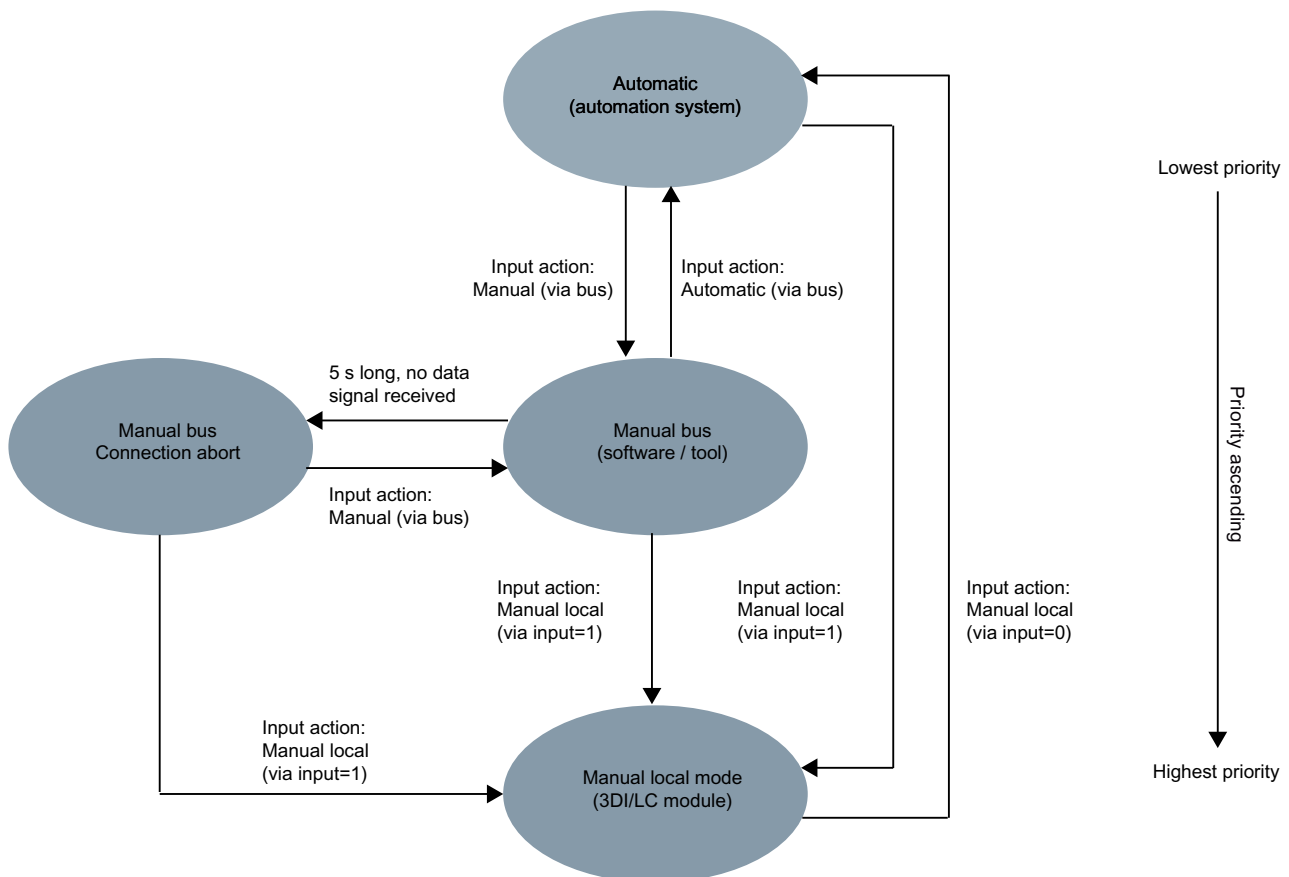 Automatic
(automation system)
Lowest priority
Input action:
Manual (via bus)
Input action:
Automatic (via bus)
5 s long, no data
signal received
Manual bus
Connection abort
Manual bus
(software / tool)
Input action:
Manual (via bus)
Priority ascending
Input action:
Manual local
(via input=1)
Input action:
Manual local
(via input=1)
Input action:
Manual local
(via input=0)
Input action:
Manual local
(via input=1)
Manual local mode
(3DI/LC module)
Highest priority